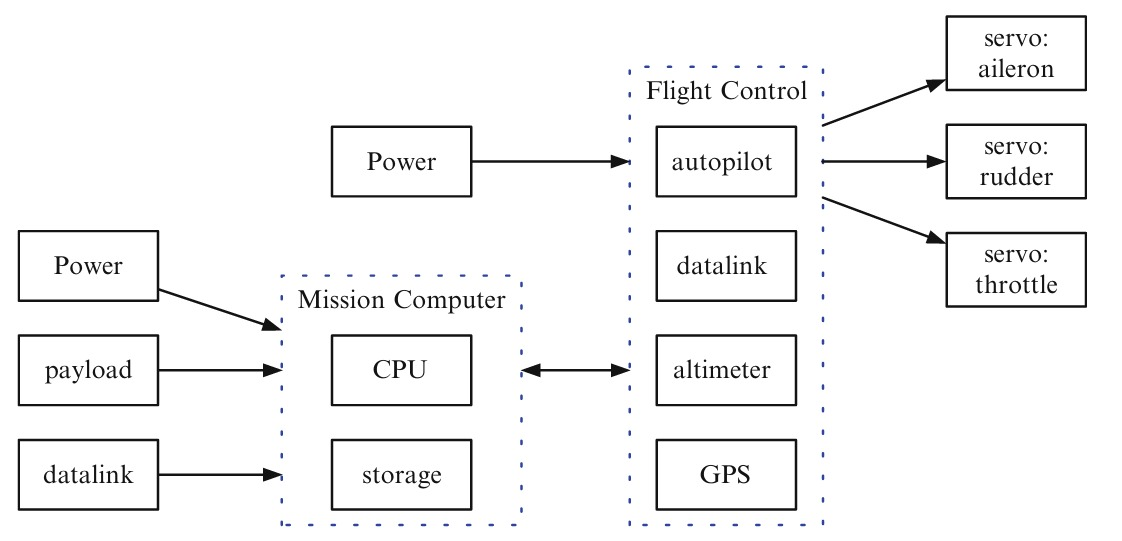 servo:
aileron
Flight Control
Power
autopilot
servo:
rudder
Power
datalink
servo:
throttle
Mission Computer
payload
CPU
altimeter
datalink
storage
GPS